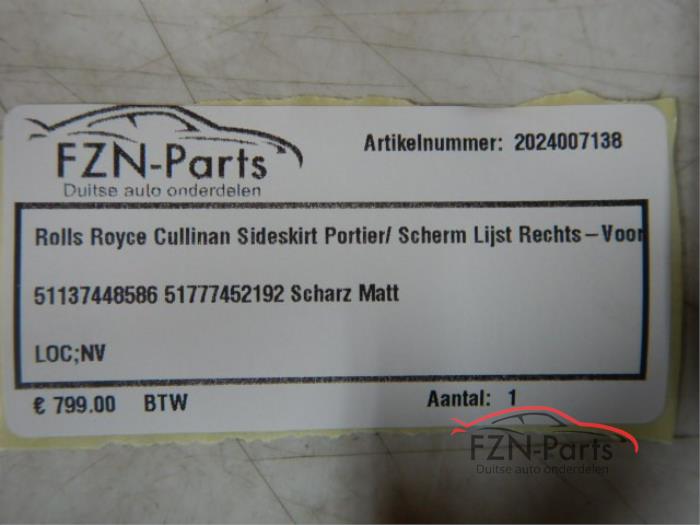 FZN-Parts
Duitse auto onderdelen
Artikelnummer: 2024007138
Rolls Royce Cullinan Sideskirt Portier/ Scherm Lijst Rechts-Voor
51137448586 51777452192 Scharz Matt
LOC;NV
€ 799.00 BTW
Aantal: 1
FZN-Parts
Duitse auto onderdelen